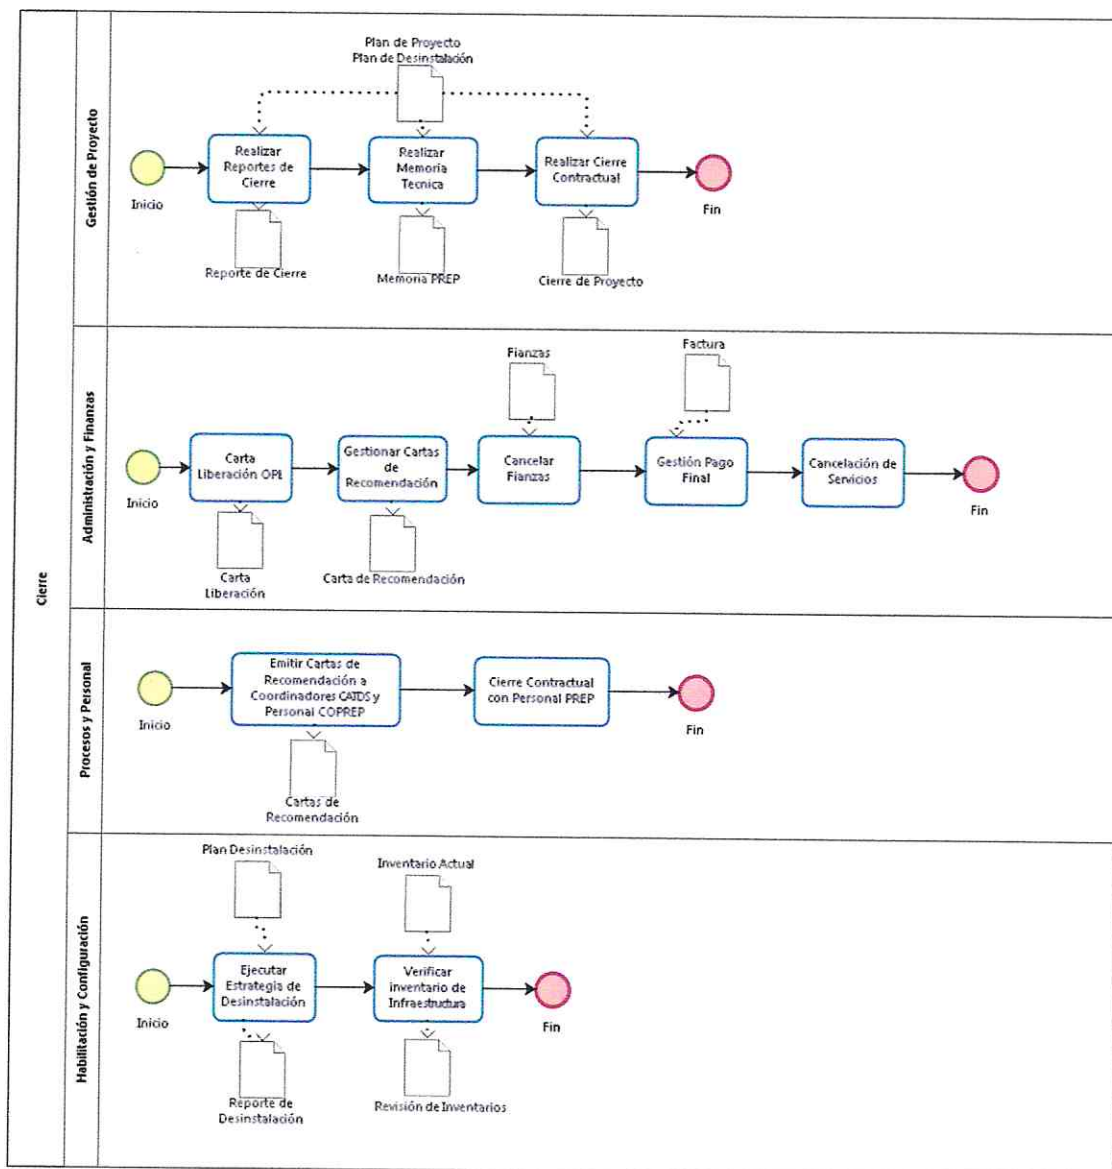 Cierre
Gestión de Proyecto
Plan de Proyecto
Plan de Desinstalación
Inicio
Realizar
Reportes de
Cierre
Realizar
Memoria
Tecnica
Realizar Cierre
Contractual
Fin
Reporte de Cierre
Memoria PREP
Cierre de Proyecto
Administración y Finanzas
Fianzas
Factura
Inicio
Carta
Liberación OPL
Gestionar Cartas
de
Recomendación
Cancelar
Fianzas
Gestión Pago
Final
Cancelación de
Servicios
Fin
Carta
Liberación
Carta de Recomendación
Procesos y Personal
Inicio
Emitir Cartas de
Recomendación a
Coordinadores CATDS y
Personal COPREP
Cierre Contractual
con Personal PREP
Fin
Cartas de
Recomendación
Habilitación y Configuración
Plan Desinstalación
Inventario Actual
Inicio
Ejecutar
Estrategia de
Desinstalación
Verificar
inventario de
Infraestructura
Fin
Reporte de
Desinstalación
Revisión de Inventarios